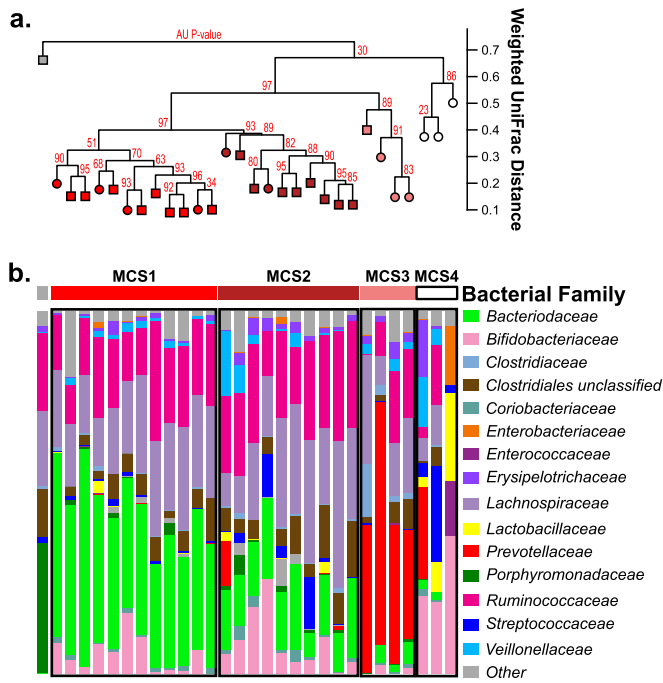 a.
AU P-value
30
86
97
23
89
97
91
93
89
51
82
63
88
90
70
90
83
68
93
80
95
95
96
95
85
93
92
34
0.7
0.6
0.5
0.4
0.3
0.2
0.1
Weighted UniFrac Distance
b.
MCS1
MCS2
MCS3
MCS4
Bacterial Family
Bacteriodaceae
Bifidobacteriaceae
Clostridiaceae
Clostridiales unclassified
Coriobacteriaceae
Enterobacteriaceae
Enterococcaceae
Erysipelotrichaceae
Lachnospiraceae
Lactobacillaceae
Prevotellaceae
Porphyromonadaceae
Ruminococcaceae
Streptococcaceae
Veillonellaceae
Other